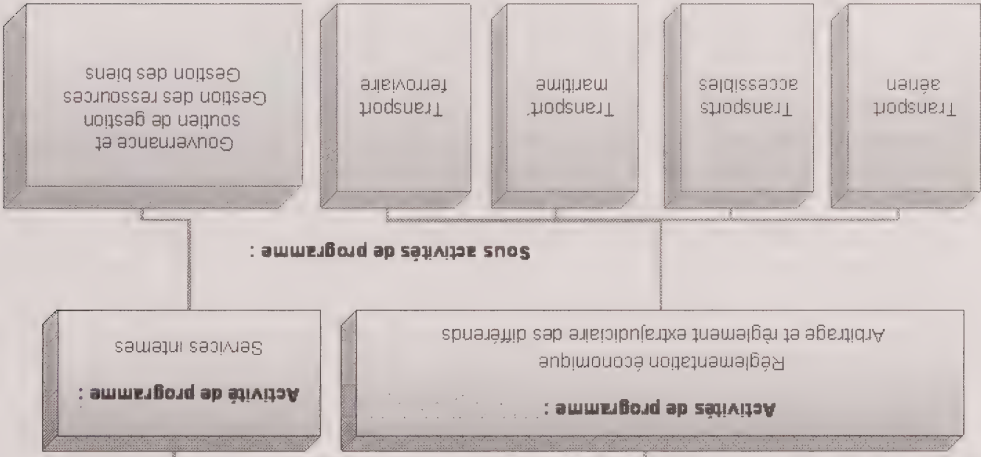 Activités de programme :
Réglementation économique
Arbitrage et règlement extrajudiciaire des différends
Activité de programme :
Services internes
Sous activités de programme :
Transport
aérien
Transports
accessibles
Transport
maritime
Transport
ferroviaire
Gouvernance et
soutien de gestion
Gestion des ressources
Gestion des biens